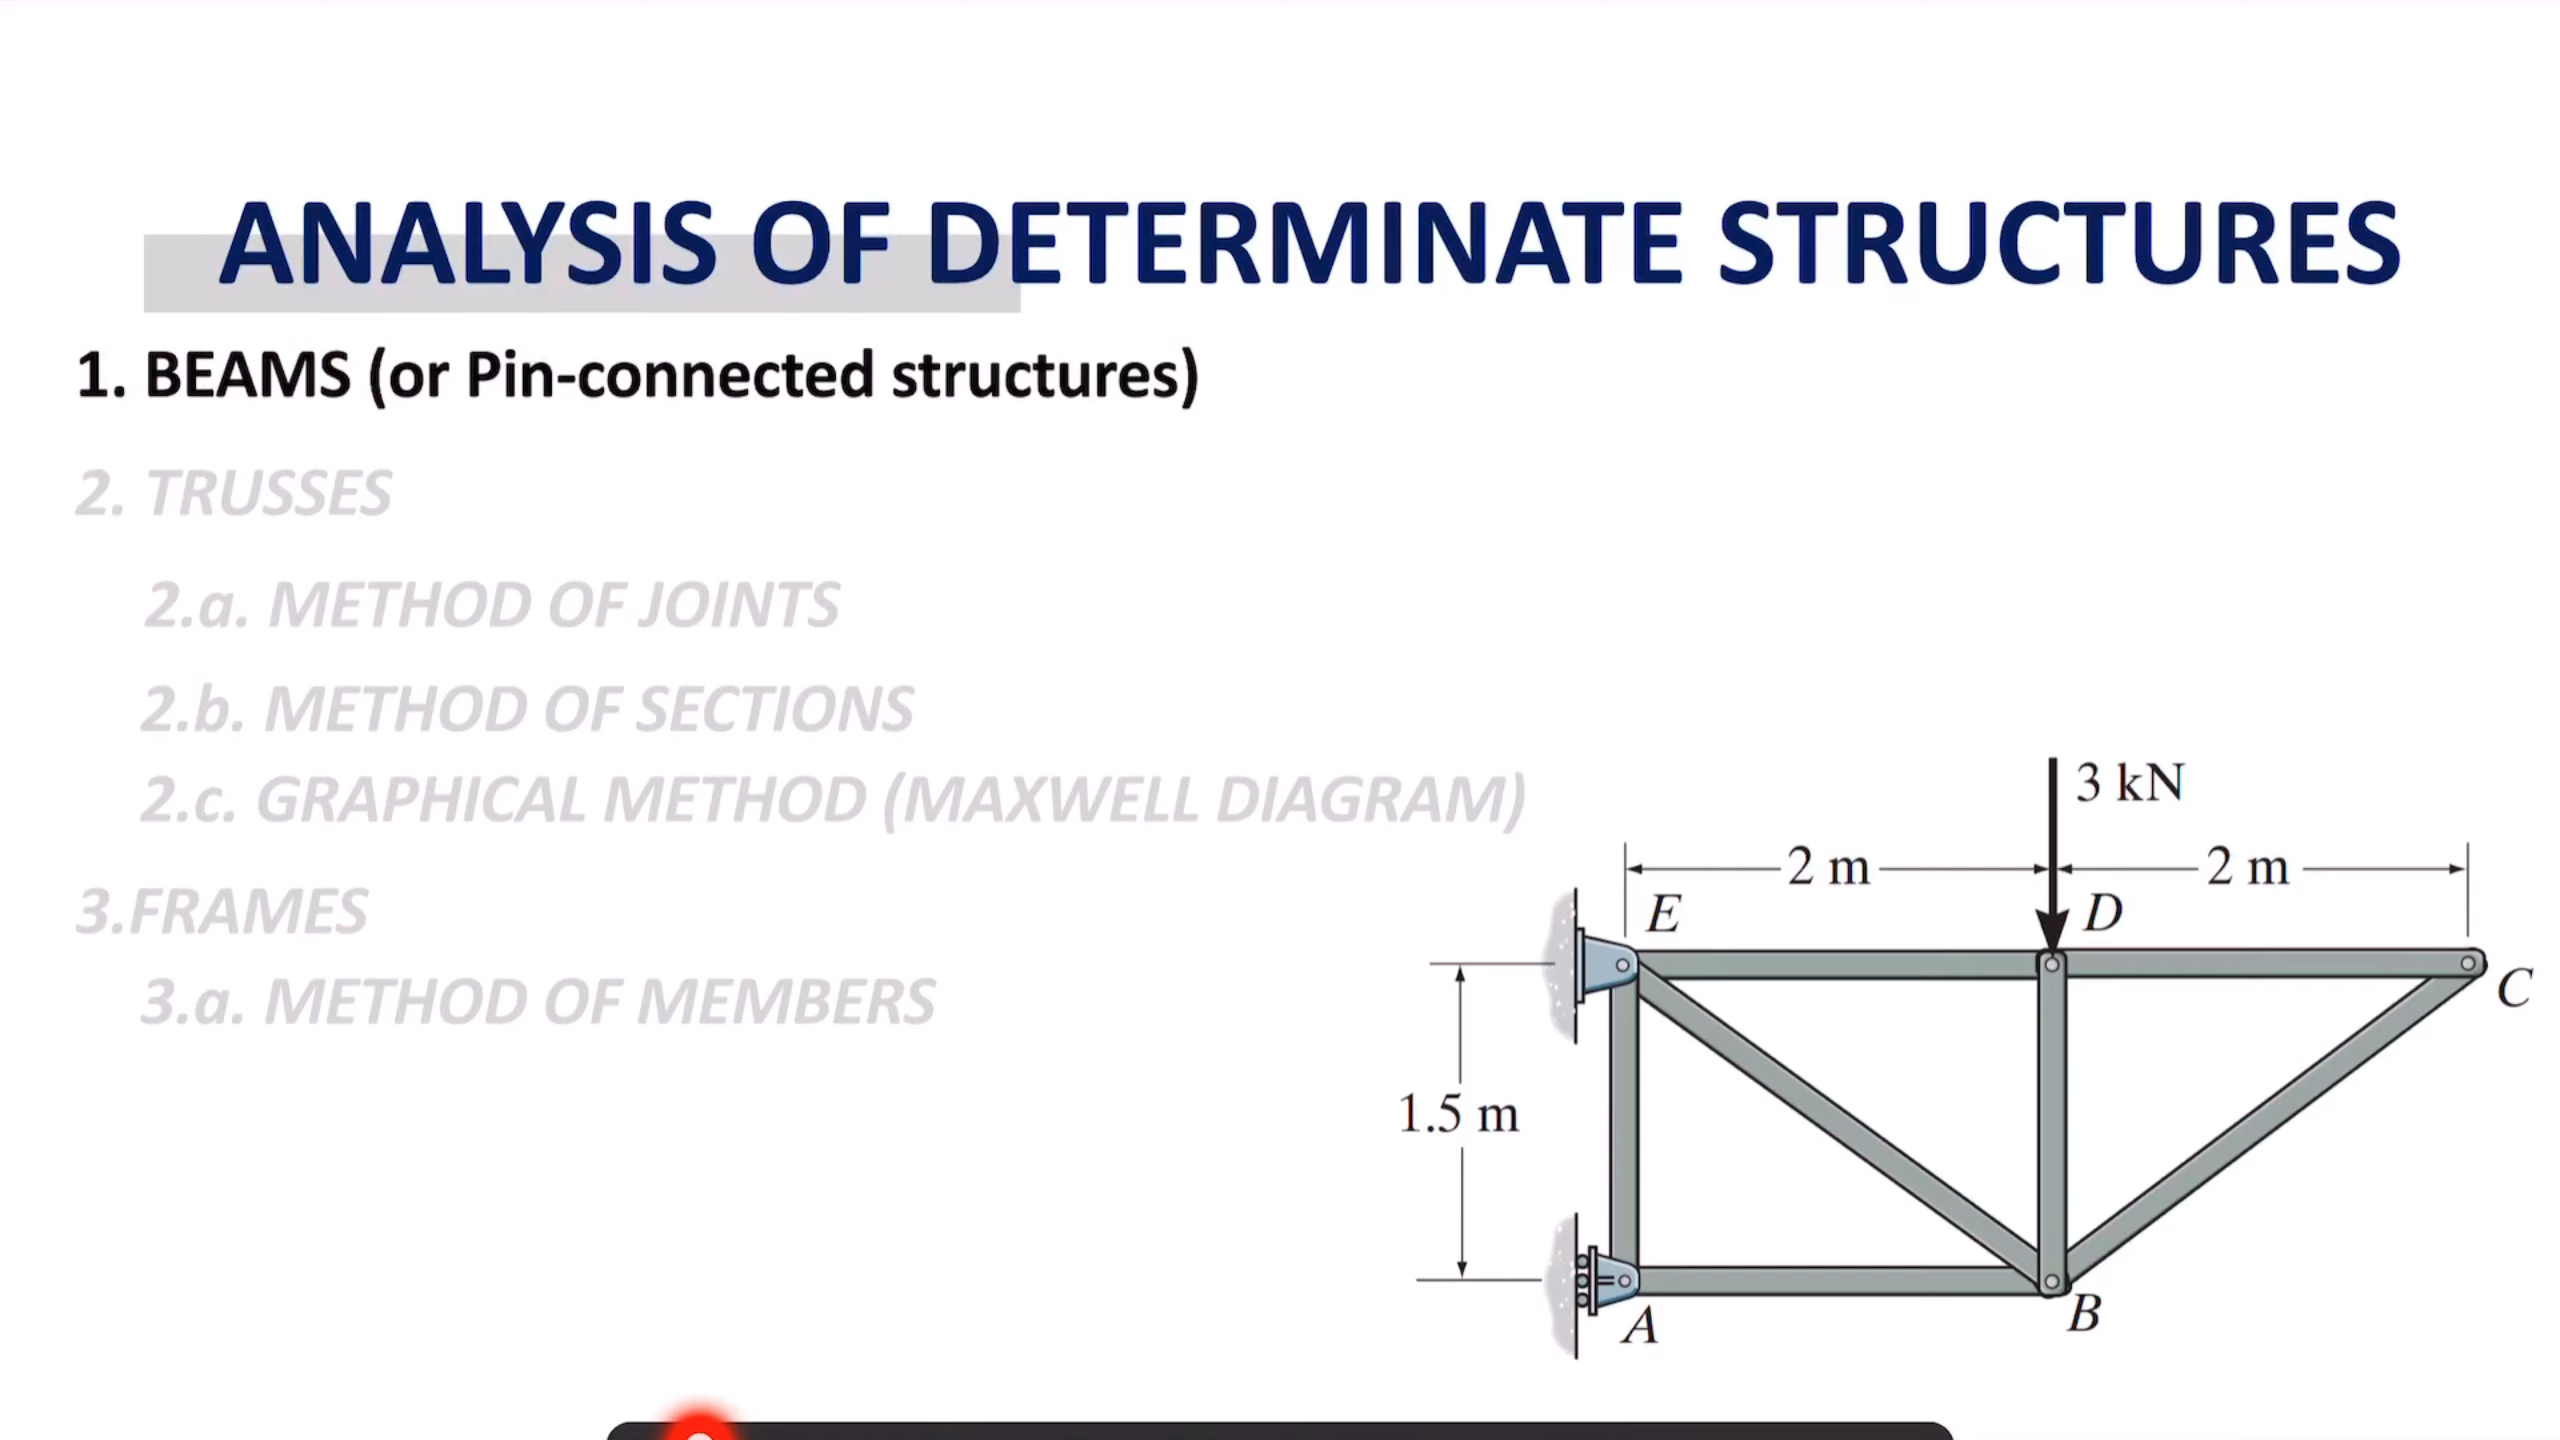 ANALYSIS OF DETERMINATE STRUCTURES
1. BEAMS (or Pin-connected structures)
2. TRUSSES
2.a. METHOD OF JOINTS
2.b. METHOD OF SECTIONS
2.c. GRAPHICAL METHOD (MAXWELL DIAGRAM)
3.FRAMES
3.a. METHOD OF MEMBERS
3 kN
2 m
2 m
E
D
C
1.5 m
A
B